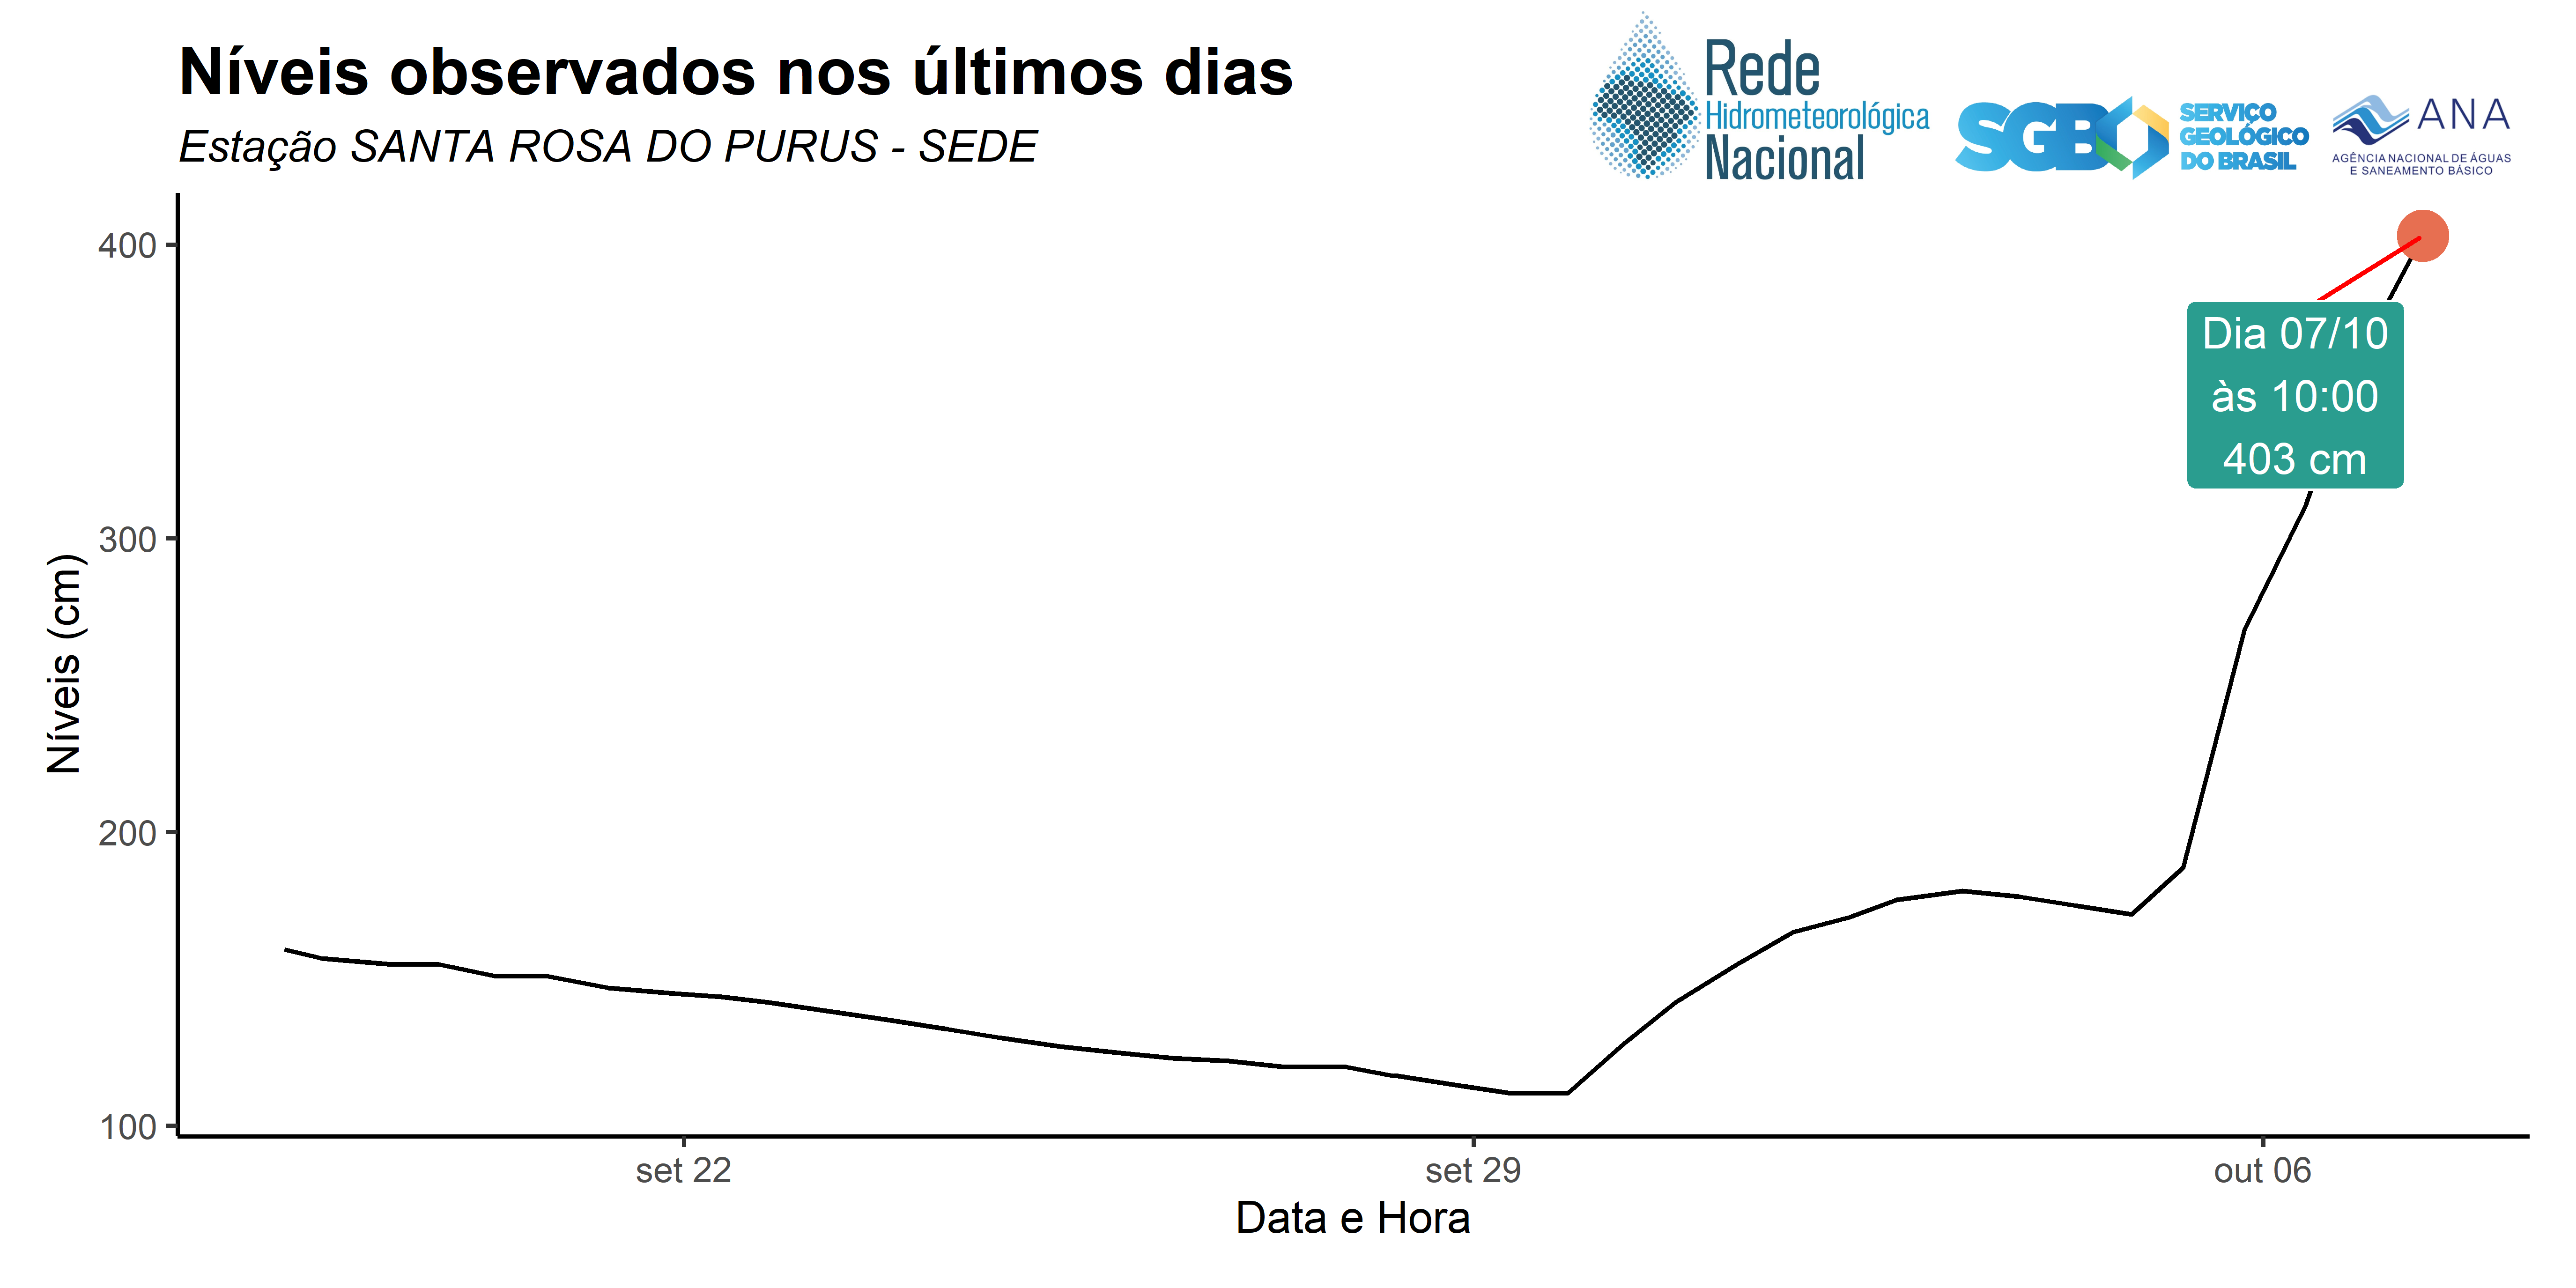 Níveis observados nos últimos dias
Estação SANTA ROSA DO PURUS - SEDE
Rede
Hidrometeorológica
Nacional
SGB
SERVIÇO
GEOLÓGICO
DO BRASIL
ANA
AGÊNCIA NACIONAL DE ÁGUAS
E SANEAMENTO BÁSICO
Níveis (cm)
400
300
200
100
Dia 07/10
às 10:00
403 cm
set 22
set 29
out 06
Data e Hora